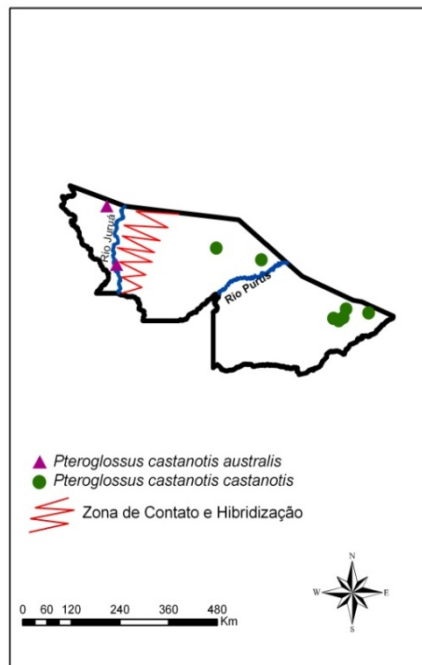 Rio Juruá
Rio Purus
Pteroglossus castanotis australis
Pteroglossus castanotis castanotis
Zona de Contato e Hibridização
N
W E
S
0 60 120 240 360 480
Km